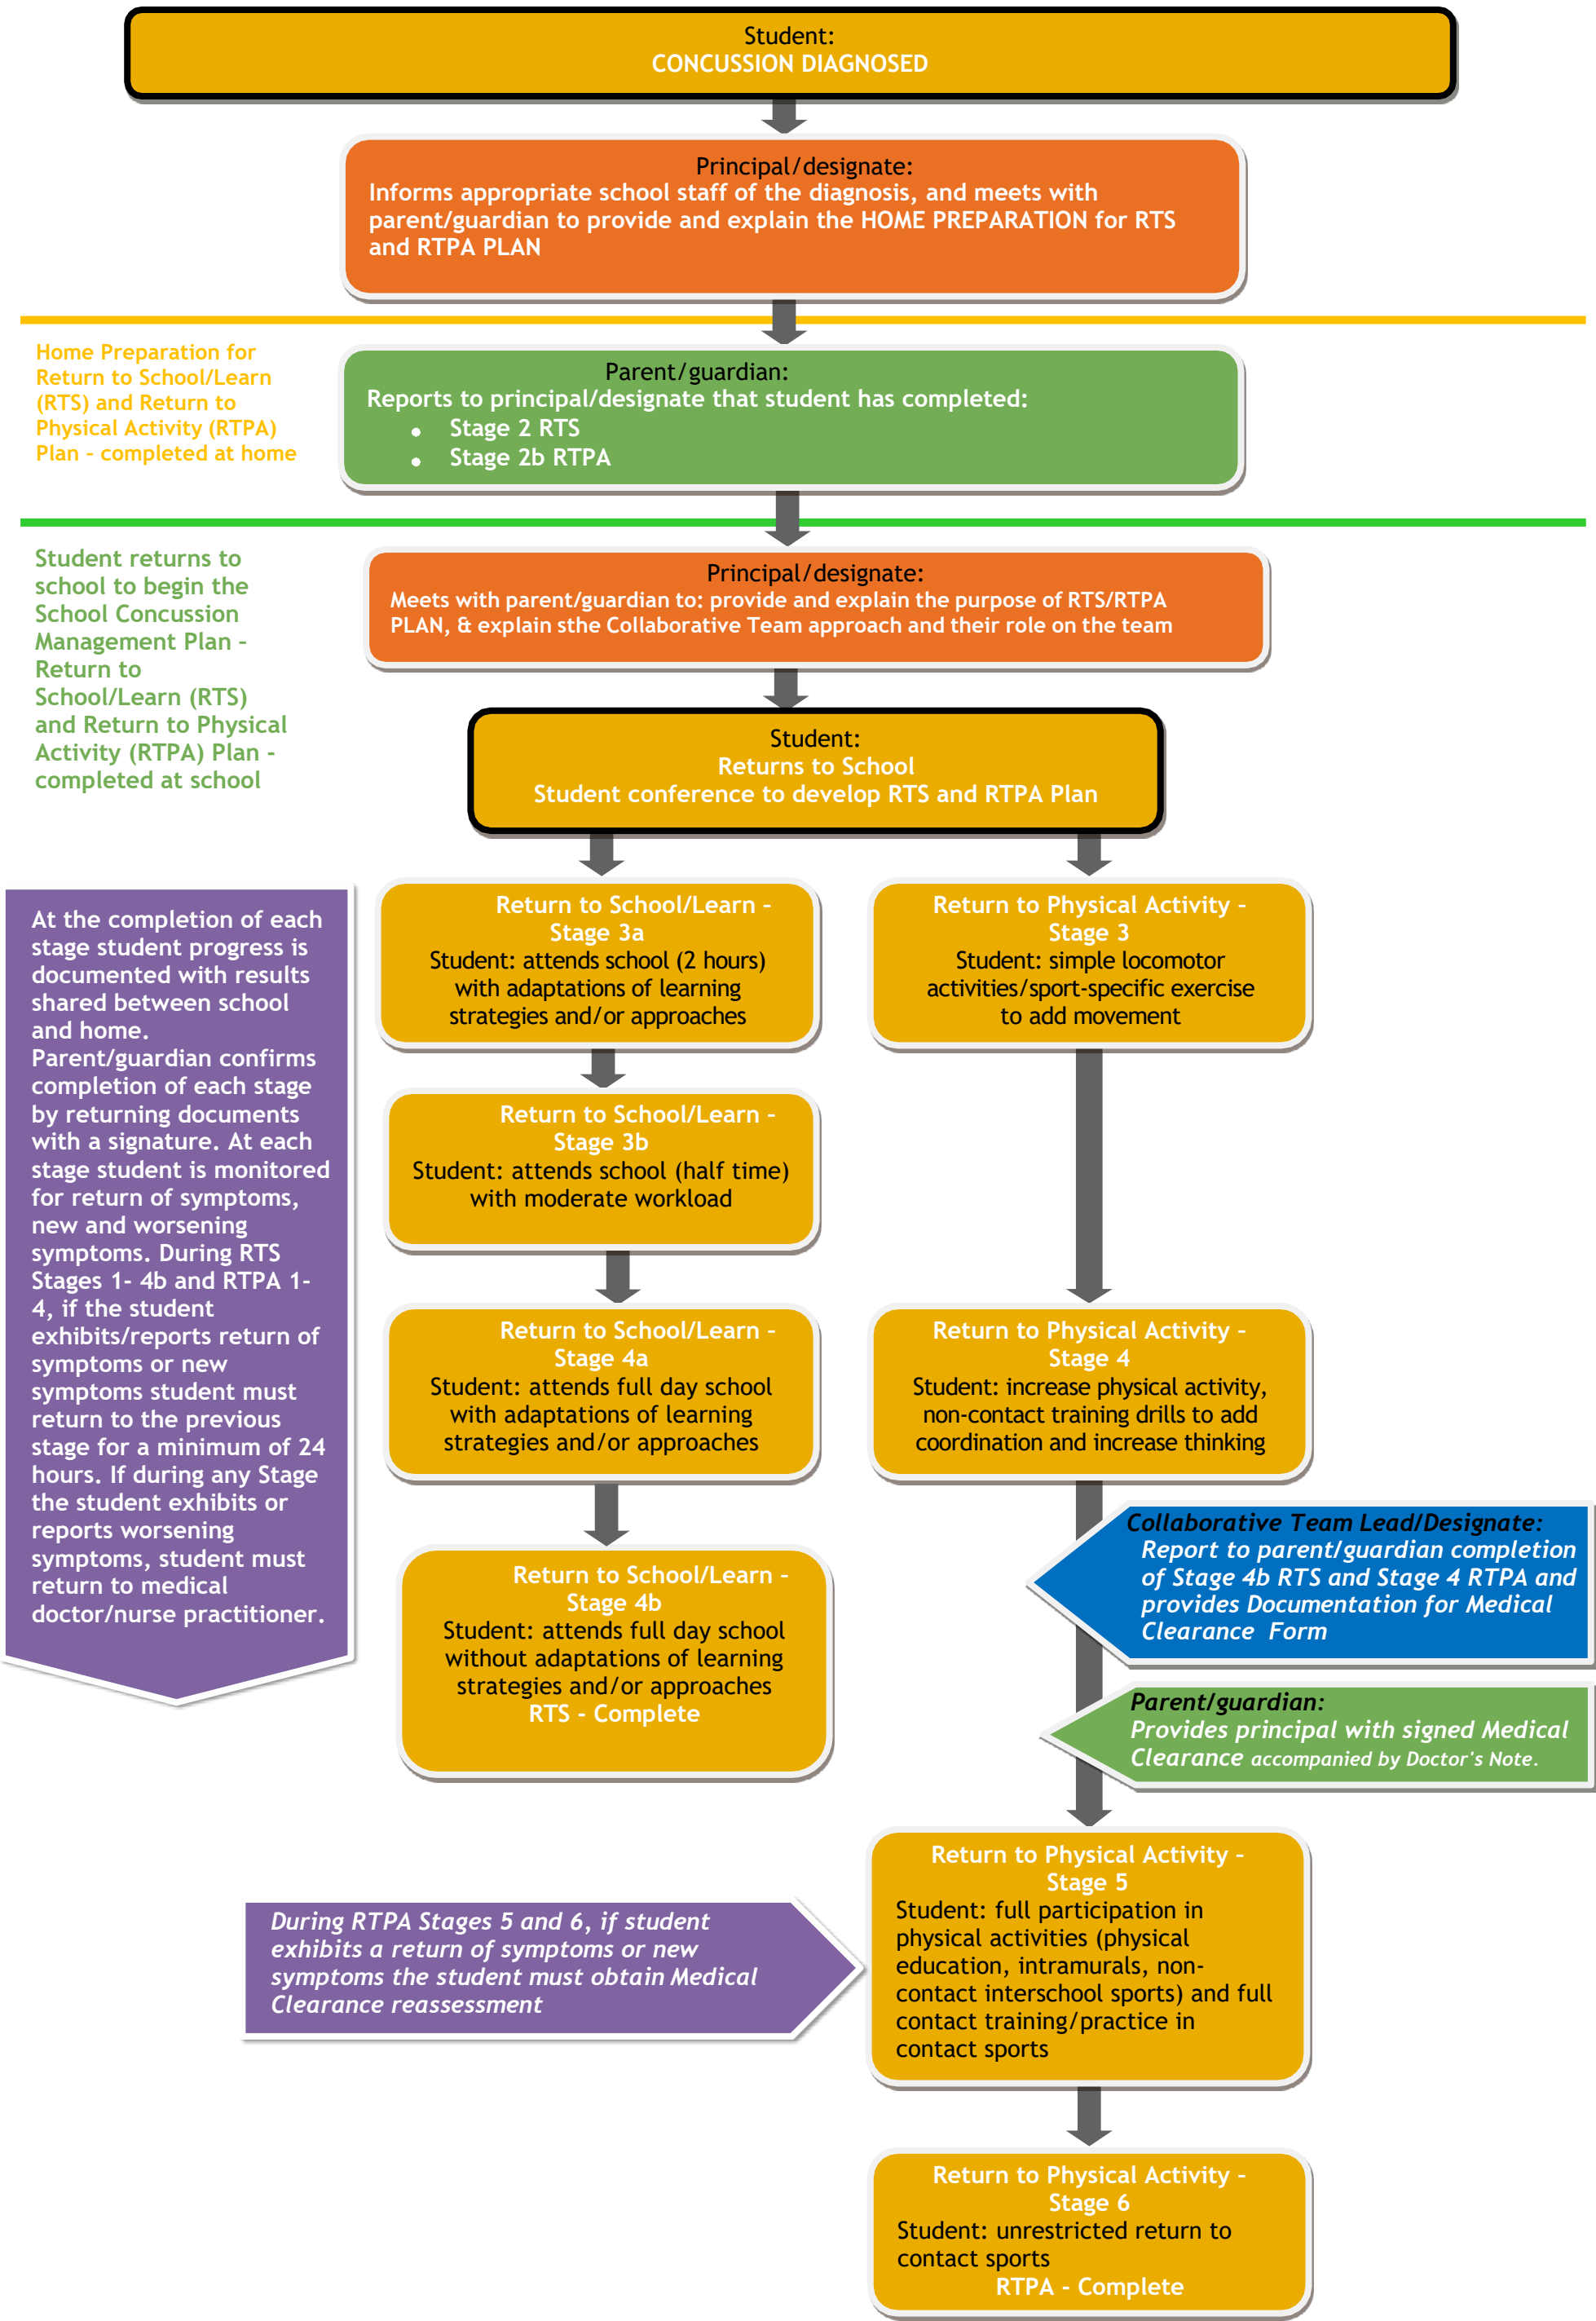 Student:
CONCUSSION DIAGNOSED
Principal/designate:
Informs appropriate school staff of the diagnosis, and meets with
parent/guardian to provide and explain the HOME PREPARATION for RTS
and RTPA PLAN
Home Preparation for
Return to School/Learn
(RTS) and Return to
Physical Activity (RTPA)
Plan – completed at home
Parent/guardian:
Reports to principal/designate that student has completed:
• Stage 2 RTS
• Stage 2b RTPA
Student returns to
school to begin the
School Concussion
Management Plan –
Return to
School/Learn (RTS)
and Return to Physical
Activity (RTPA) Plan -
completed at school
Principal/designate:
Meets with parent/guardian to: provide and explain the purpose of RTS/RTPA
PLAN, & explain sthe Collaborative Team approach and their role on the team
Student:
Returns to School
Student conference to develop RTS and RTPA Plan
At the completion of each
stage student progress is
documented with results
shared between school
and home.
Parent/guardian confirms
completion of each stage
by returning documents
with a signature. At each
stage student is monitored
for return of symptoms,
new and worsening
symptoms. During RTS
Stages 1- 4b and RTPA 1-
4, if the student
exhibits/reports return of
symptoms or new
symptoms student must
return to the previous
stage for a minimum of 24
hours. If during any Stage
the student exhibits or
reports worsening
symptoms, student must
return to medical
doctor/nurse practitioner.
Return to School/Learn –
Stage 3a
Student: attends school (2 hours)
with adaptations of learning
strategies and/or approaches
Return to Physical Activity –
Stage 3
Student: simple locomotor
activities/sport-specific exercise
to add movement
Return to School/Learn –
Stage 3b
Student: attends school (half time)
with moderate workload
Return to School/Learn –
Stage 4a
Student: attends full day school
with adaptations of learning
strategies and/or approaches
Return to Physical Activity –
Stage 4
Student: increase physical activity,
non-contact training drills to add
coordination and increase thinking
Return to School/Learn –
Stage 4b
Student: attends full day school
without adaptations of learning
strategies and/or approaches
RTS - Complete
Collaborative Team Lead/Designate:
Report to parent/guardian completion
of Stage 4b RTS and Stage 4 RTPA and
provides Documentation for Medical
Clearance Form
Parent/guardian:
Provides principal with signed Medical
Clearance accompanied by Doctor's Note.
During RTPA Stages 5 and 6, if student
exhibits a return of symptoms or new
symptoms the student must obtain Medical
Clearance reassessment
Return to Physical Activity –
Stage 5
Student: full participation in
physical activities (physical
education, intramurals, non-
contact interschool sports) and full
contact training/practice in
contact sports
Return to Physical Activity –
Stage 6
Student: unrestricted return to
contact sports
RTPA - Complete